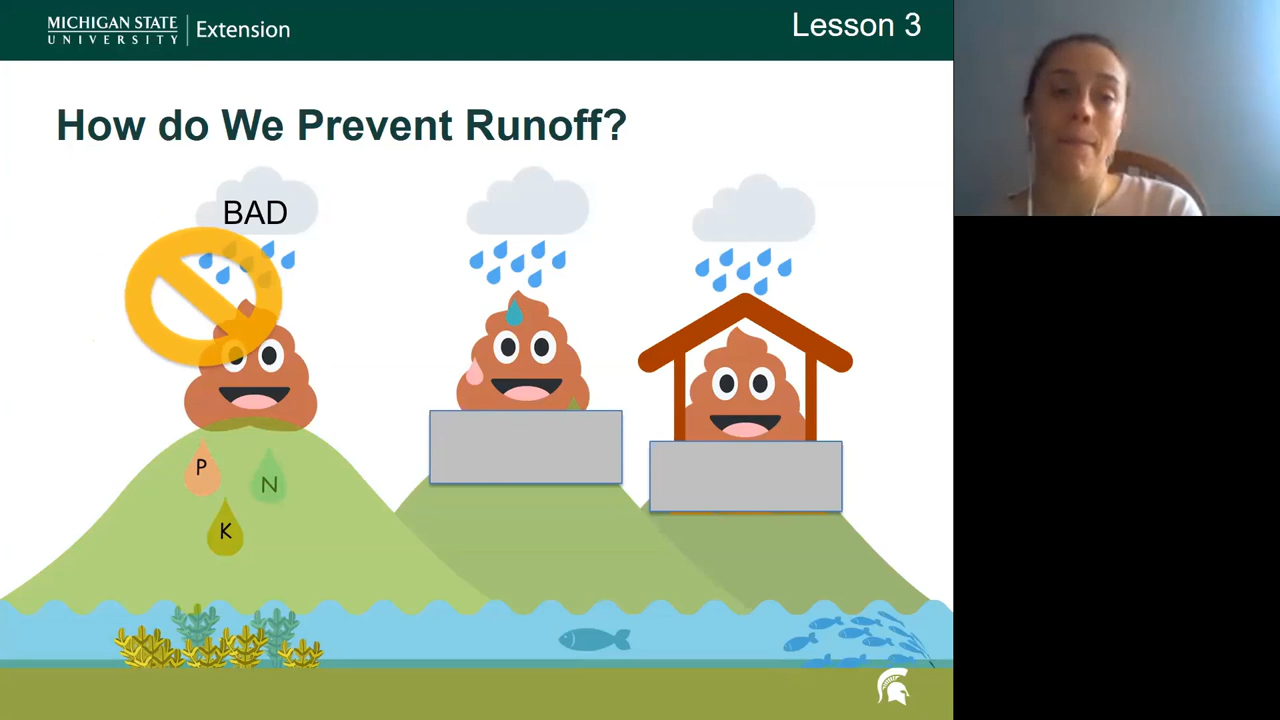 MICHIGAN STATE
UNIVERSITY
Extension
Lesson 3
How do We Prevent Runoff?
BAD
P
N
K